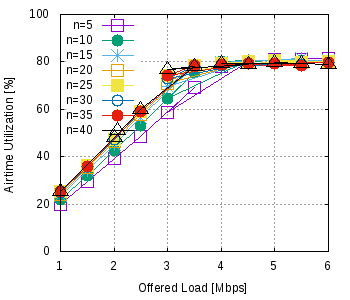 100
80
60
40
20
0
Airtime Utilization [%]
n=5
n=10
n=15
n=20
n=25
n=30
n=35
n=40
1 2 3 4 5 6
Offered Load [Mbps]